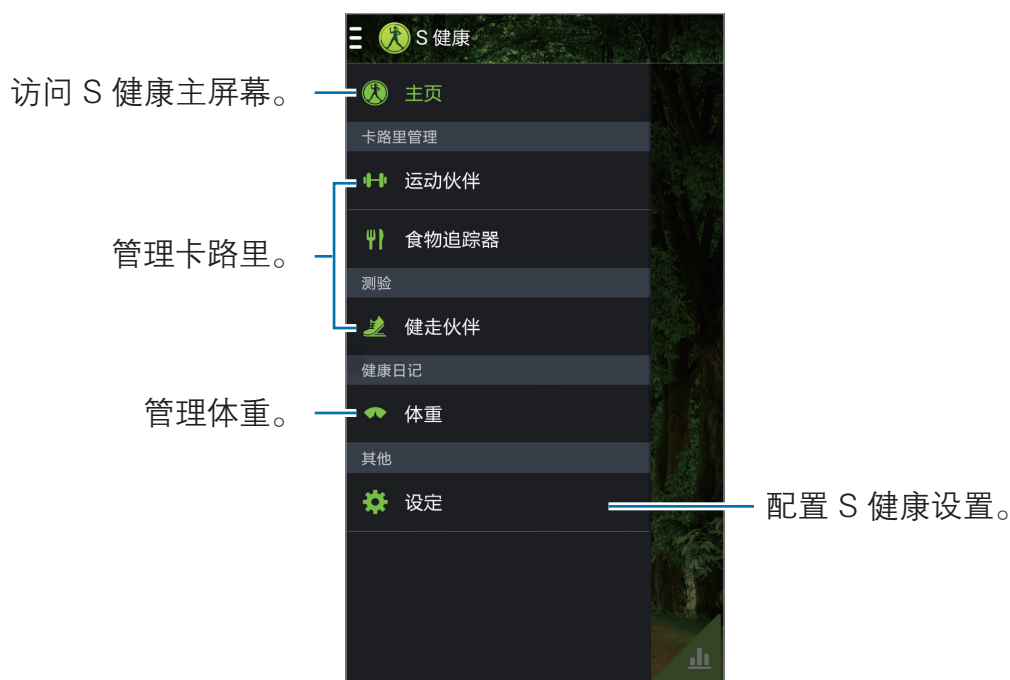 S 健康
访问 S 健康主屏幕。
主页
卡路里管理
运动伙伴
管理卡路里。
食物追踪器
测验
健走伙伴
健康日记
管理体重。
体重
其他
设定
配置 S 健康设置。